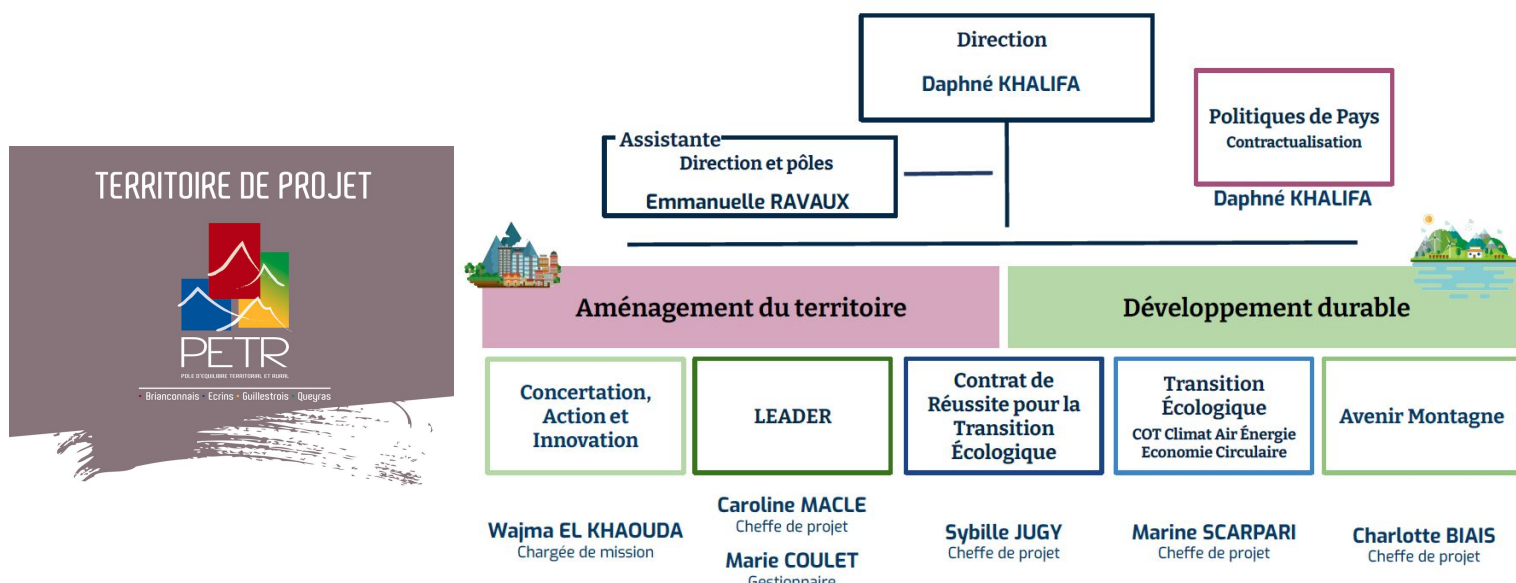 TERRITOIRE DE PROJET
PETR
PÔLE D'EQUILIBRE TERRITORIAL ET RURAL
• Brianconnais • Ecrins • Guillestrois • Queyras
Direction
Daphné KHALIFA
Politiques de Pays
Contractualisation
Daphné KHALIFA
Assistante
Direction et pôles
Emmanuelle RAVAUX
Aménagement du territoire
Développement durable
Concertation,
Action et
Innovation
LEADER
Contrat de
Réussite pour la
Transition
Écologique
Transition
Écologique
COT Climat Air Énergie
Economie Circulaire
Avenir Montagne
Wajma EL KHAOUDA
Chargée de mission
Caroline MACLE
Cheffe de projet
Marie COULET
Gestionnaire
Sybille JUGY
Cheffe de projet
Marine SCARPARI
Cheffe de projet
Charlotte BIAIS
Cheffe de projet